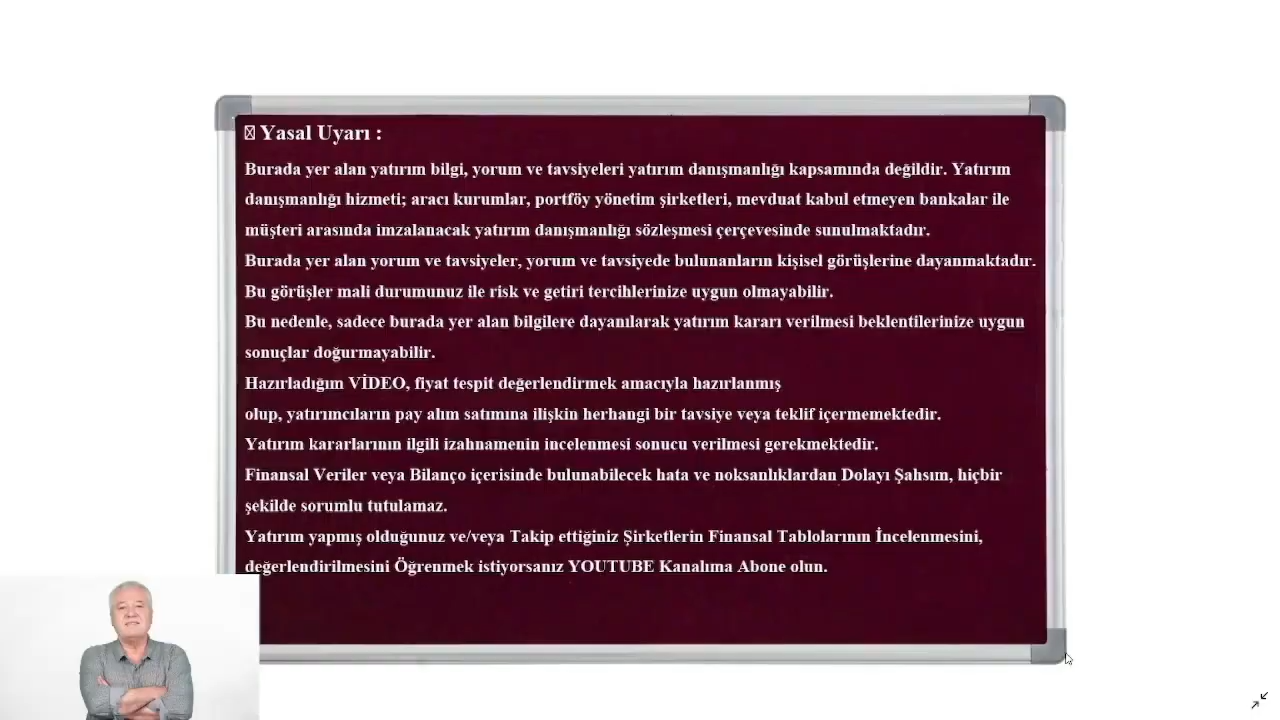 Yasal Uyarı :
Burada yer alan yatırım bilgi, yorum ve tavsiyeleri yatırım danışmanlığı kapsamında değildir. Yatırım
danışmanlığı hizmeti; aracı kurumlar, portföy yönetim şirketleri, mevduat kabul etmeyen bankalar ile
müşteri arasında imzalanacak yatırım danışmanlığı sözleşmesi çerçevesinde sunulmaktadır.
Burada yer alan yorum ve tavsiyeler, yorum ve tavsiyede bulunanların kişisel görüşlerine dayanmaktadır.
Bu görüşler mali durumunuz ile risk ve getiri tercihlerinize uygun olmayabilir.
Bu nedenle, sadece burada yer alan bilgilere dayanılarak yatırım kararı verilmesi beklentilerinize uygun
sonuçlar doğurmayabilir.
Hazırladığım VİDEO, fiyat tespit değerlendirmek amacıyla hazırlanmış
olup, yatırımcıların pay alım satımına ilişkin herhangi bir tavsiye veya teklif içermemektedir.
Yatırım kararlarının ilgili izahnamenin incelenmesi sonucu verilmesi gerekmektedir.
Finansal Veriler veya Bilanço içerisinde bulunabilecek hata ve noksanlıklardan Dolayı Şahsım, hiçbir
şekilde sorumlu tutulamaz.
Yatırım yapmış olduğunuz ve/veya Takip ettiğiniz Şirketlerin Finansal Tablolarının İncelenmesini,
değerlendirilmesini Öğrenmek istiyorsanız YOUTUBE Kanalıma Abone olun.